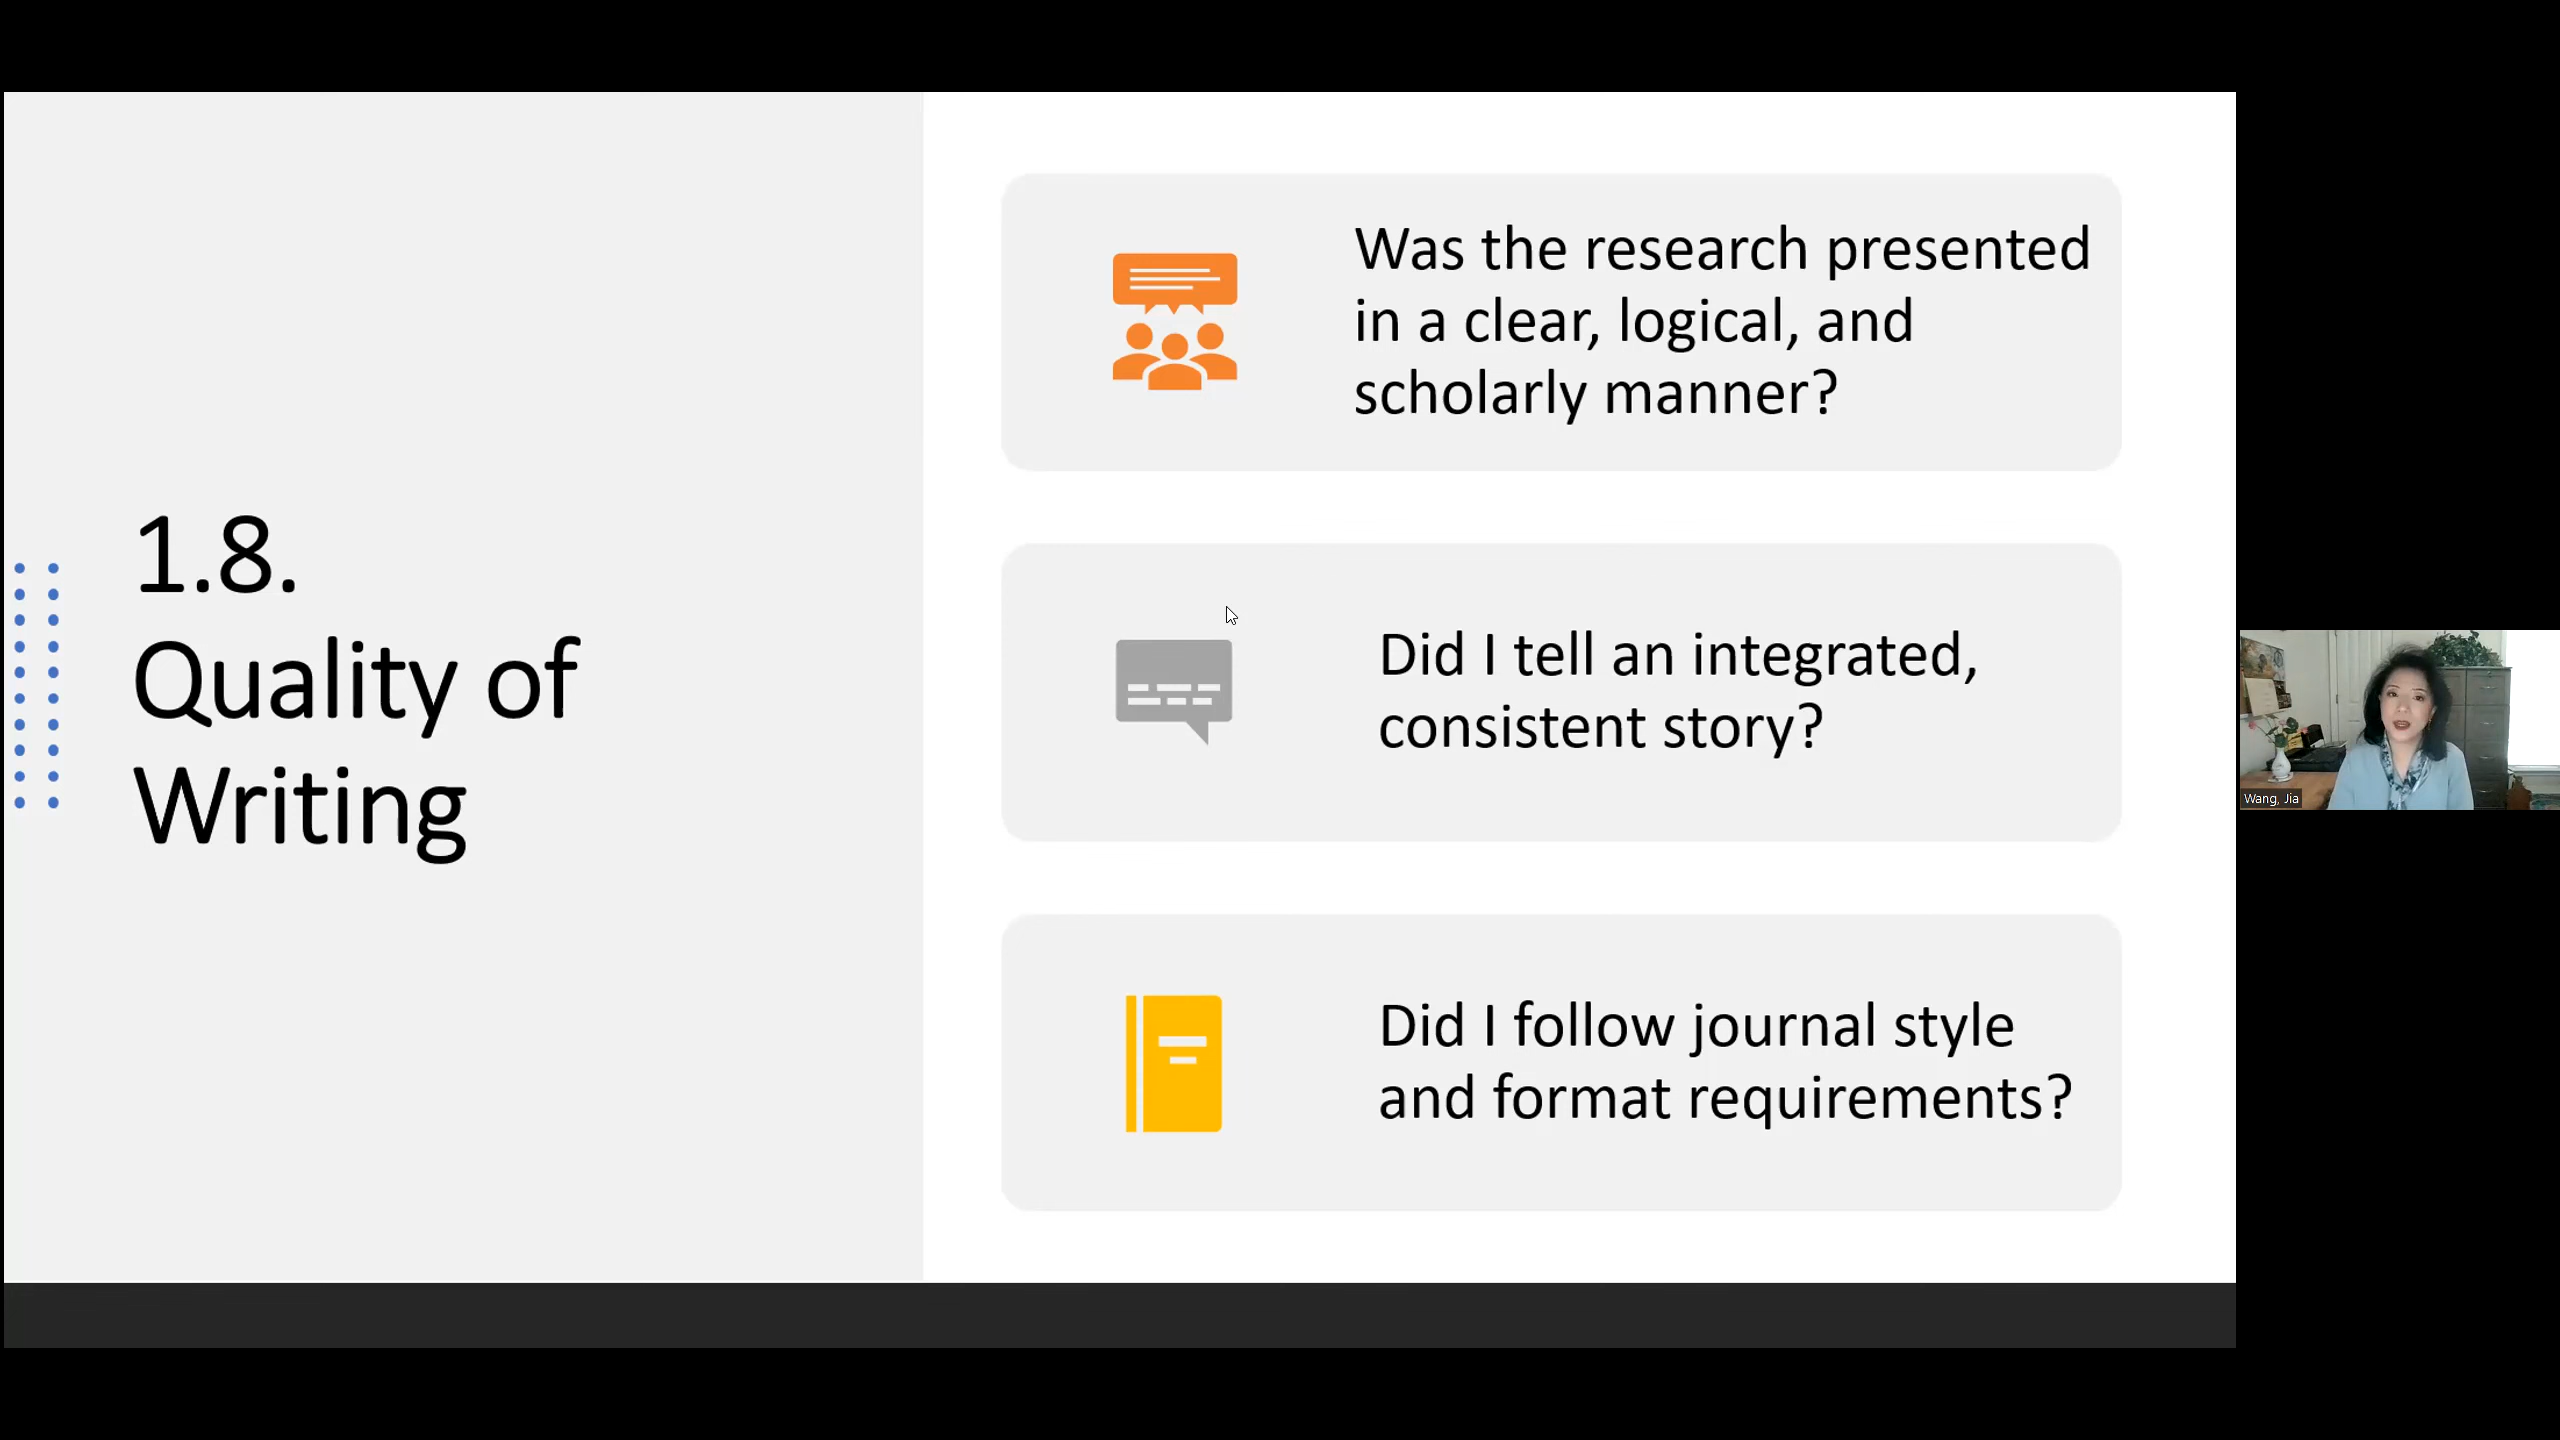 1.8.
Quality of
Writing
Was the research presented
in a clear, logical, and
scholarly manner?
Did I tell an integrated,
consistent story?
Did I follow journal style
and format requirements?
Wang, Jia